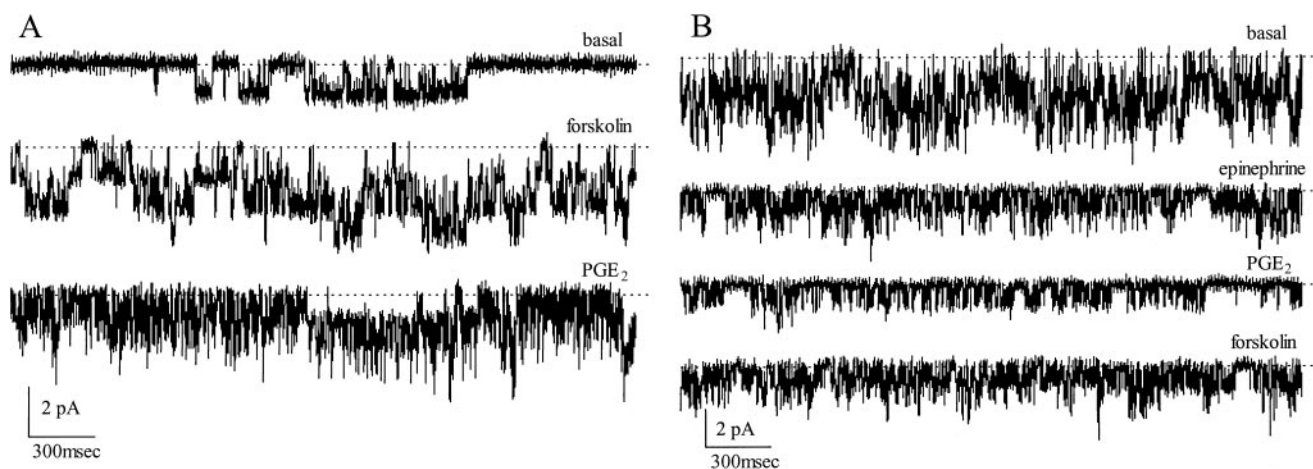 A
basal
forskolin
PGE₂
2 pA
300msec
B
basal
epinephrine
PGE₂
forskolin
2 pA
300msec